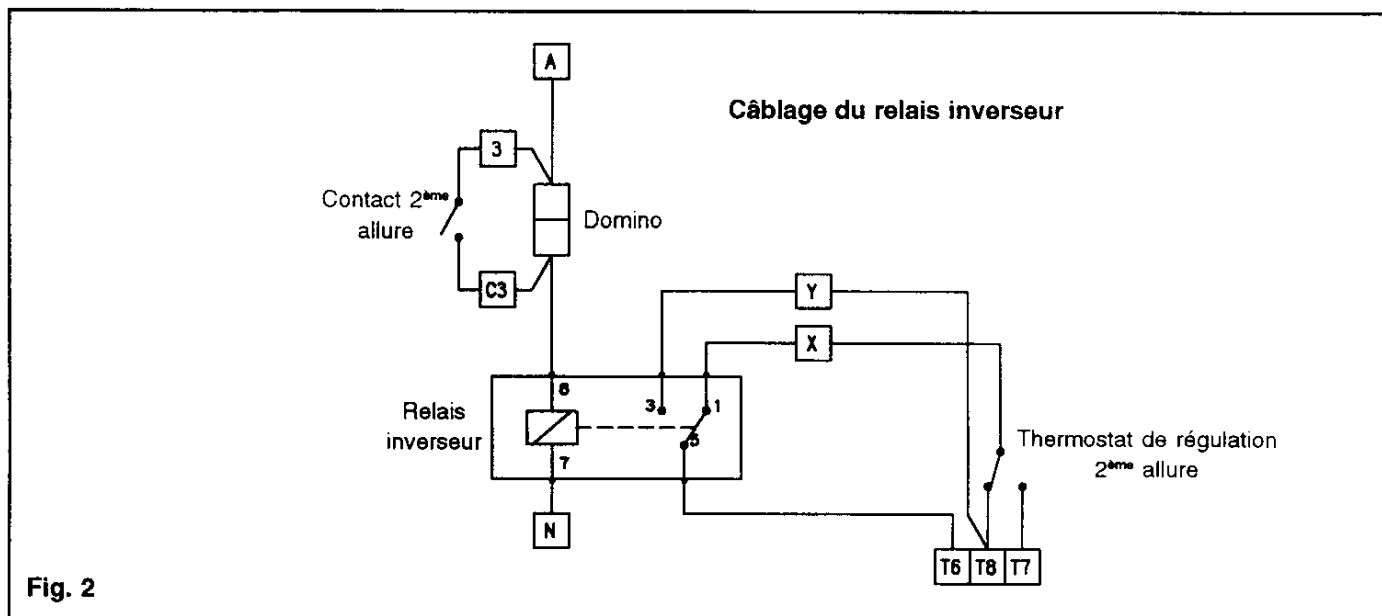 A
Câblage du relais inverseur
3
Contact 2ème
allure
Domino
C3
Y
X
6
3
1
Relais
inverseur
5
7
Thermostat de régulation
2ème allure
N
T6 T8 T7
Fig. 2